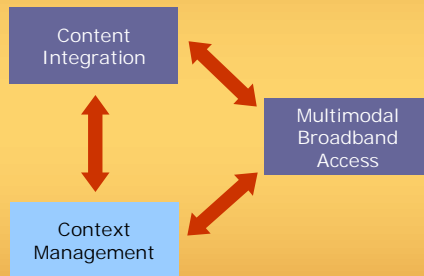 Content
Integration
Multimodal
Broadband
Access
Context
Management